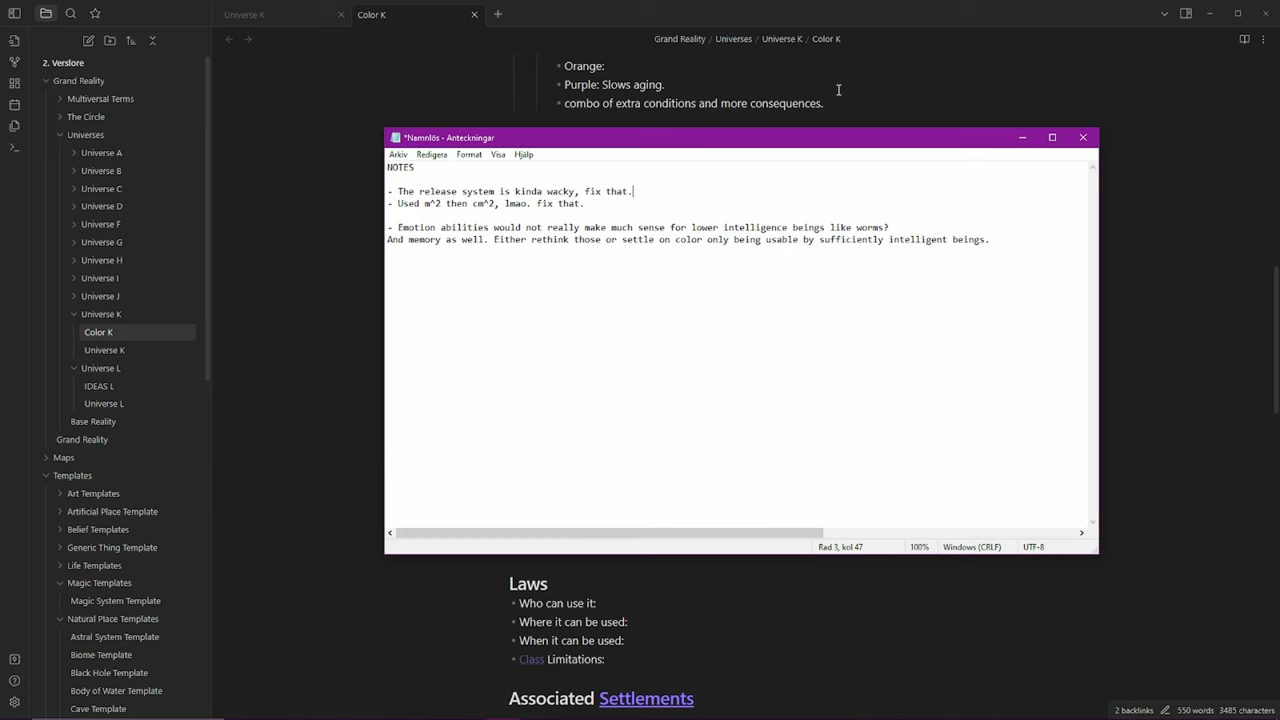 Universe K
Color K
Grand Reality / Universes / Universe K / Color K
2. Verslore
Grand Reality
Multiversal Terms
The Circle
Universes
Universe A
Universe B
Universe C
Universe D
Universe F
Universe G
Universe H
Universe I
Universe J
Universe K
Color K
Universe K
Universe L
IDEAS L
Universe L
Base Reality
Grand Reality
Maps
Templates
Art Templates
Artificial Place Template
Belief Templates
Generic Thing Template
Life Templates
Magic Templates
Magic System Template
Natural Place Templates
Astral System Template
Biome Template
Black Hole Template
Body of Water Template
Cave Template
• Orange:
• Purple: Slows aging.
• combo of extra conditions and more consequences.
*Namnlös - Anteckningar
Arkiv Redigera Format Visa Hjälp
NOTES
- The release system is kinda wacky, fix that.
- Used m^2 then cm^2, lmao. fix that.
- Emotion abilities would not really make much sense for lower intelligence beings like worms?
And memory as well. Either rethink those or settle on color only being usable by sufficiently intelligent beings.
Rad 3, kol 47 100% Windows (CRLF) UTF-8
Laws
• Who can use it:
• Where it can be used:
• When it can be used:
• Class Limitations:
Associated Settlements
2 backlinks 550 words 3485 characters